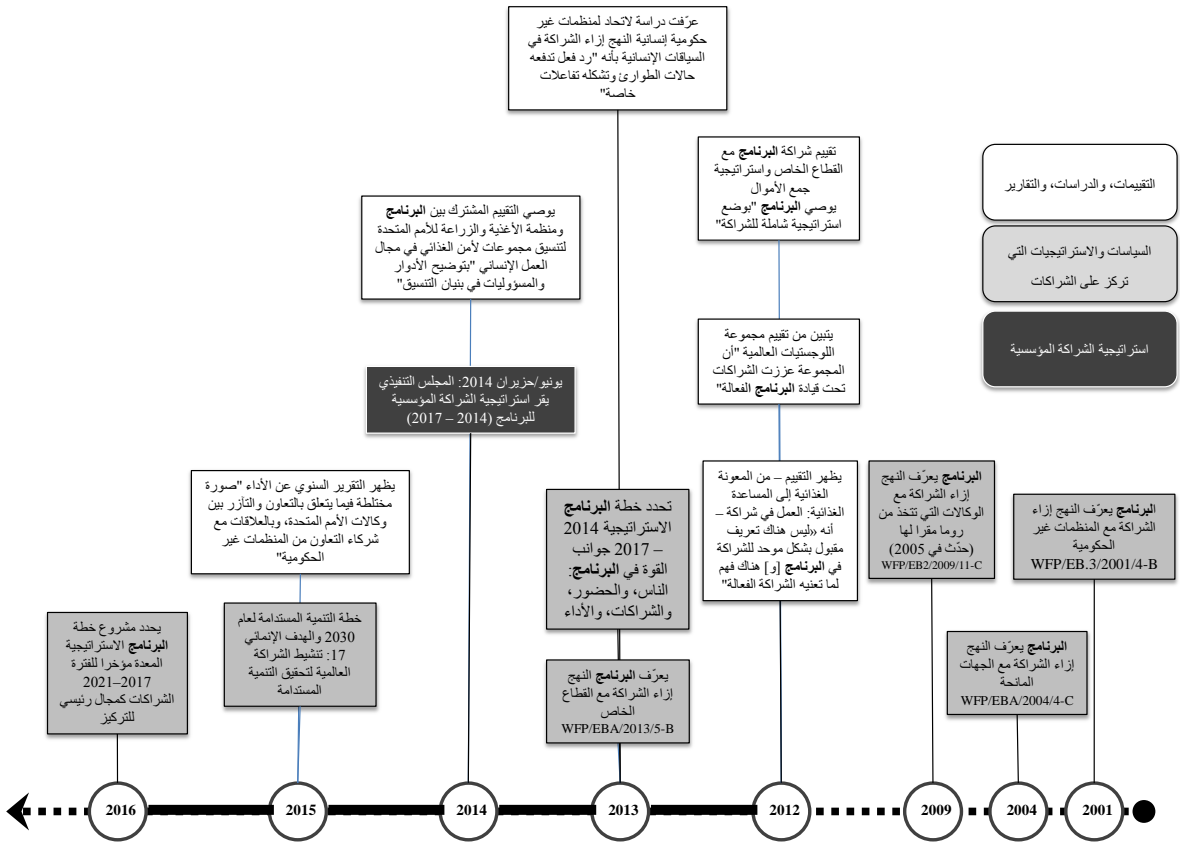 عرّفت دراسة لاتحاد لمنظمات غير
حكومية إنسانية النهج إزاء الشراكة في
السياقات الإنسانية بأنه "رد فعل تدفعه
حالات الطوارئ وتشكله تفاعلات
خاصة"
التقييمات، والدراسات، والتقارير
السياسات والاستراتيجيات التي
تركز على الشراكات
استراتيجية الشراكة المؤسسية
تقييم شراكة البرنامج مع
القطاع الخاص واستراتيجية
جمع الأموال
يوصي البرنامج "بوضع
استراتيجية شاملة للشراكة"
يوصي التقييم المشترك بين البرنامج
ومنظمة الأغذية والزراعة للأمم المتحدة
لتنسيق مجموعات لأمن الغذائي في مجال
العمل الإنساني "بتوضيح الأدوار
والمسؤوليات في بنيان التنسيق"
يتبين من تقييم مجموعة
اللوجستيات العالمية "أن
المجموعة عززت الشراكات
تحت قيادة البرنامج الفعالة"
يونيو/حزيران 2014: المجلس التنفيذي
يقر استراتيجية الشراكة المؤسسية
للبرنامج (2014 – 2017)
البرنامج يعرّف النهج إزاء
الشراكة مع المنظمات غير
الحكومية
WFP/EB.3/2001/4-B
البرنامج يعرّف النهج
إزاء الشراكة مع
الوكالات التي تتخذ من
روما مقرا لها
(حدّث في 2005)
WFP/EB2/2009/11-C
يظهر التقييم – من المعونة
الغذائية إلى المساعدة
الغذائية: العمل في شراكة –
أنه «ليس هناك تعريف
مقبول بشكل موحد للشراكة
في البرنامج [و] هناك فهم
لما تعنيه الشراكة الفعالة"
تحدد خطة البرنامج
الاستراتيجية 2014
– 2017 جوانب
القوة في البرنامج:
الناس، والحضور،
والشراكات، والأداء
يظهر التقرير السنوي عن الأداء "صورة
مختلطة فيما يتعلق بالتعاون والتآزر بين
وكالات الأمم المتحدة، وبالعلاقات مع
شركاء التعاون من المنظمات غير
الحكومية"
البرنامج يعرّف النهج
إزاء الشراكة مع الجهات
المانحة
WFP/EBA/2004/4-C
يعرّف البرنامج النهج
إزاء الشراكة مع القطاع
الخاص
WFP/EBA/2013/5-B
خطة التنمية المستدامة لعام
2030 والهدف الإنمائي
17: تنشيط الشراكة
العالمية لتحقيق التنمية
المستدامة
يحدد مشروع خطة
البرنامج الاستراتيجية
المعدة مؤخرا للفترة
2017–2021
الشراكات كمجال رئيسي
للتركيز
2001
2004
2009
2012
2013
2014
2015
2016